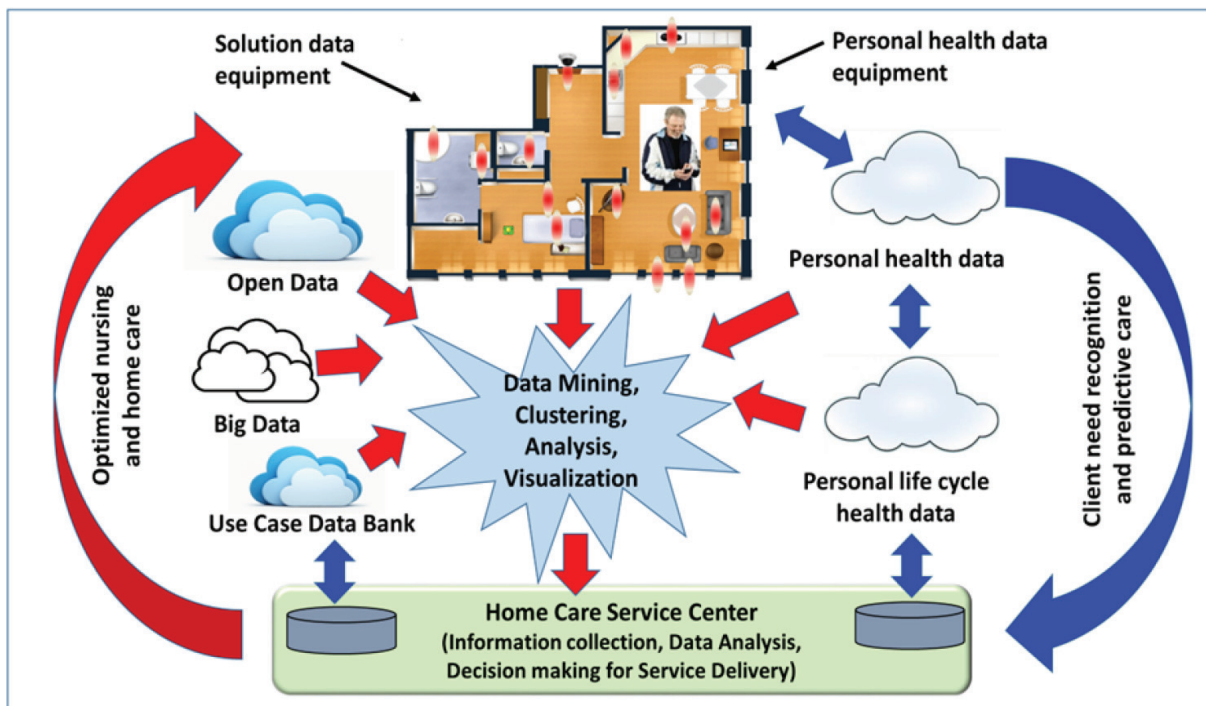 Solution data
equipment
Personal health data
equipment
Open Data
Personal health data
Optimized nursing
and home care
Big Data
Data Mining,
Clustering,
Analysis,
Visualization
Client need recognition
and predictive care
Use Case Data Bank
Personal life cycle
health data
Home Care Service Center
(Information collection, Data Analysis,
Decision making for Service Delivery)